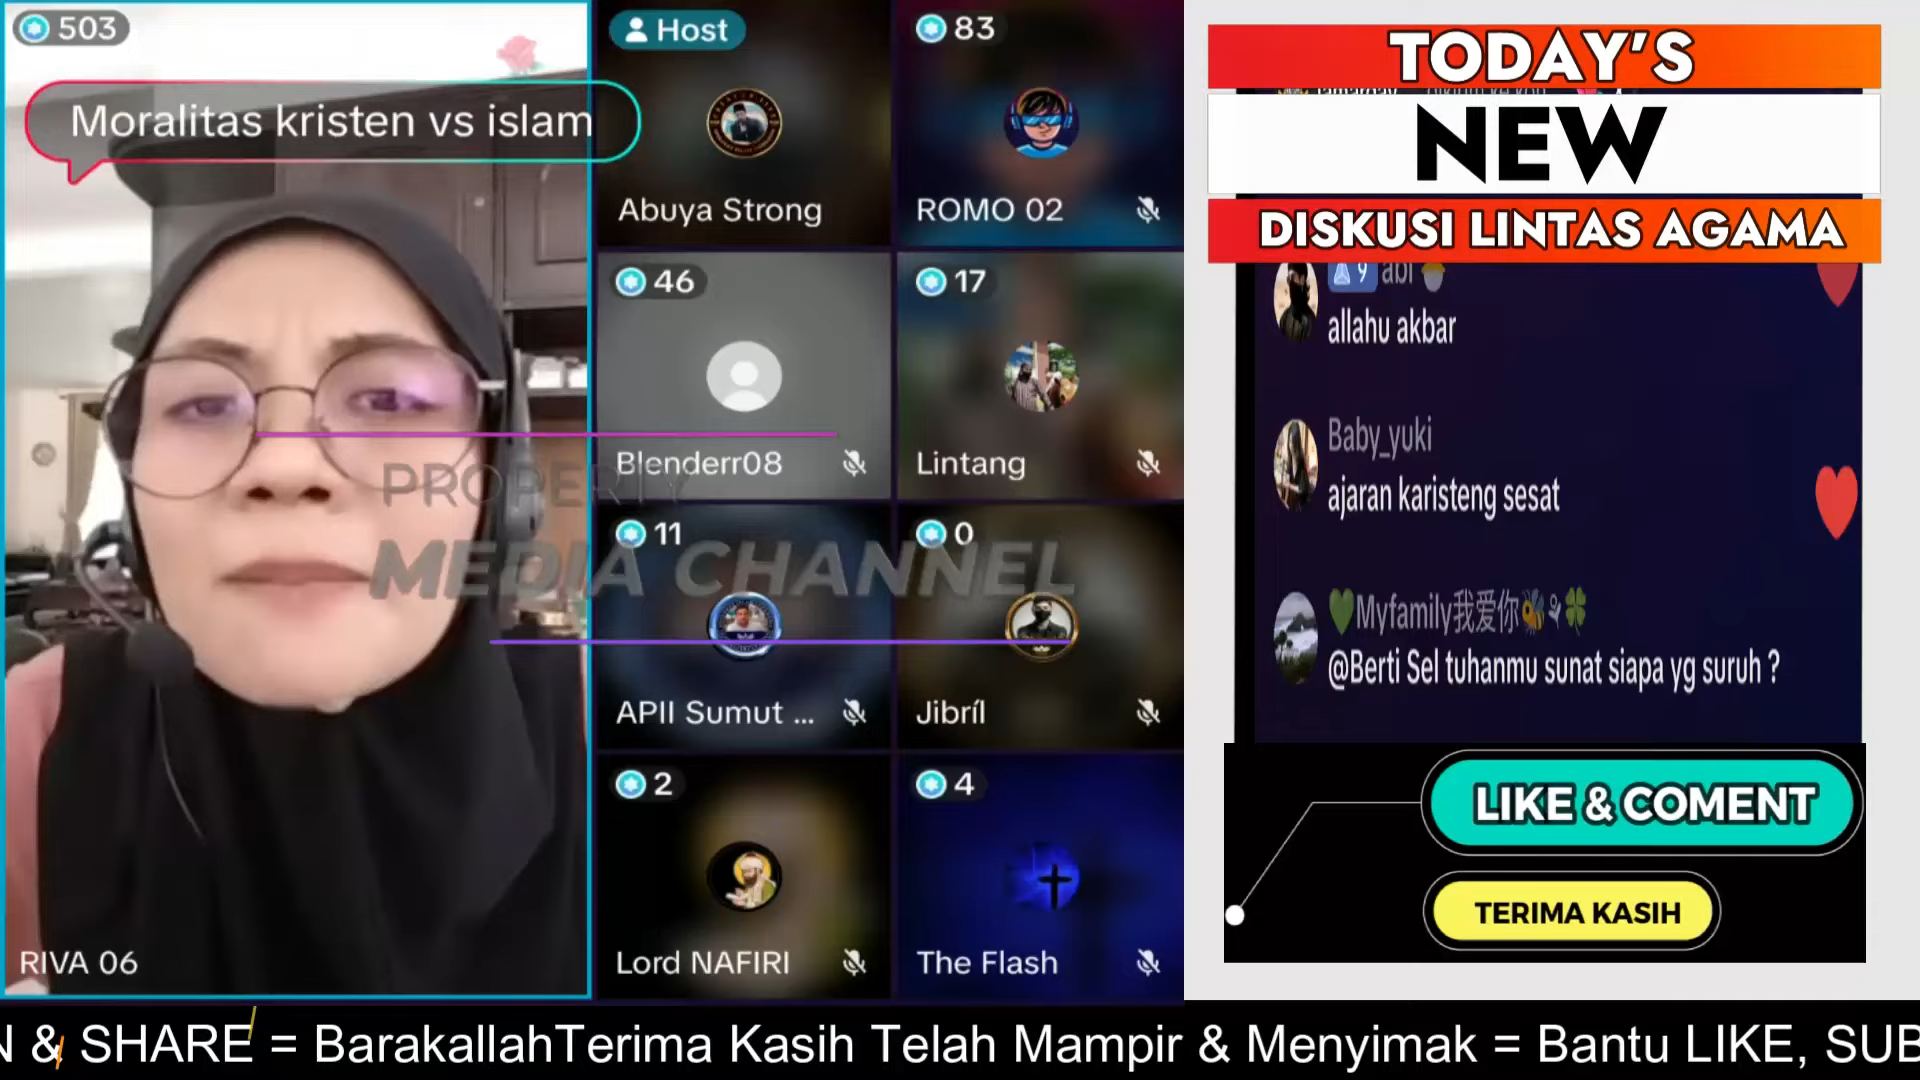 503
Moralitas kristen vs islam
RIVA 06
Host
Abuya Strong
83
ROMO 02
46
Blenderr08
17
Lintang
PROPERTY
MEDIA CHANNEL
11
APII Sumut ...
0
Jibríl
2
Lord NAFIRI
4
The Flash
TODAY'S
NEW
DISKUSI LINTAS AGAMA
9 abi
allahu akbar
Baby_yuki
ajaran karisteng sesat
💚Myfamily我爱你🐝⚘🍀
@Berti Sel tuhanmu sunat siapa yg suruh ?
LIKE & COMENT
TERIMA KASIH
N & SHARE = BarakallahTerima Kasih Telah Mampir & Menyimak = Bantu LIKE, SUB